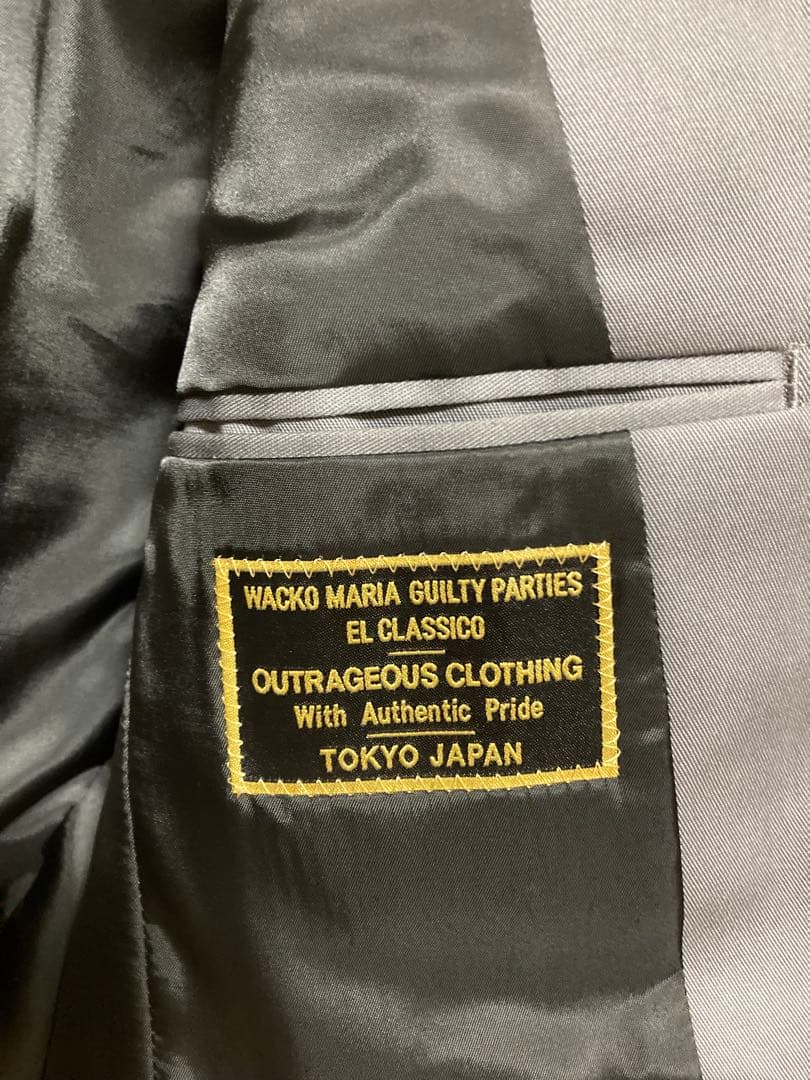 WACKO MARIA GUILTY PARTIES
EL CLASSICO
OUTRAGEOUS CLOTHING
With Authentic Pride
TOKYO JAPAN